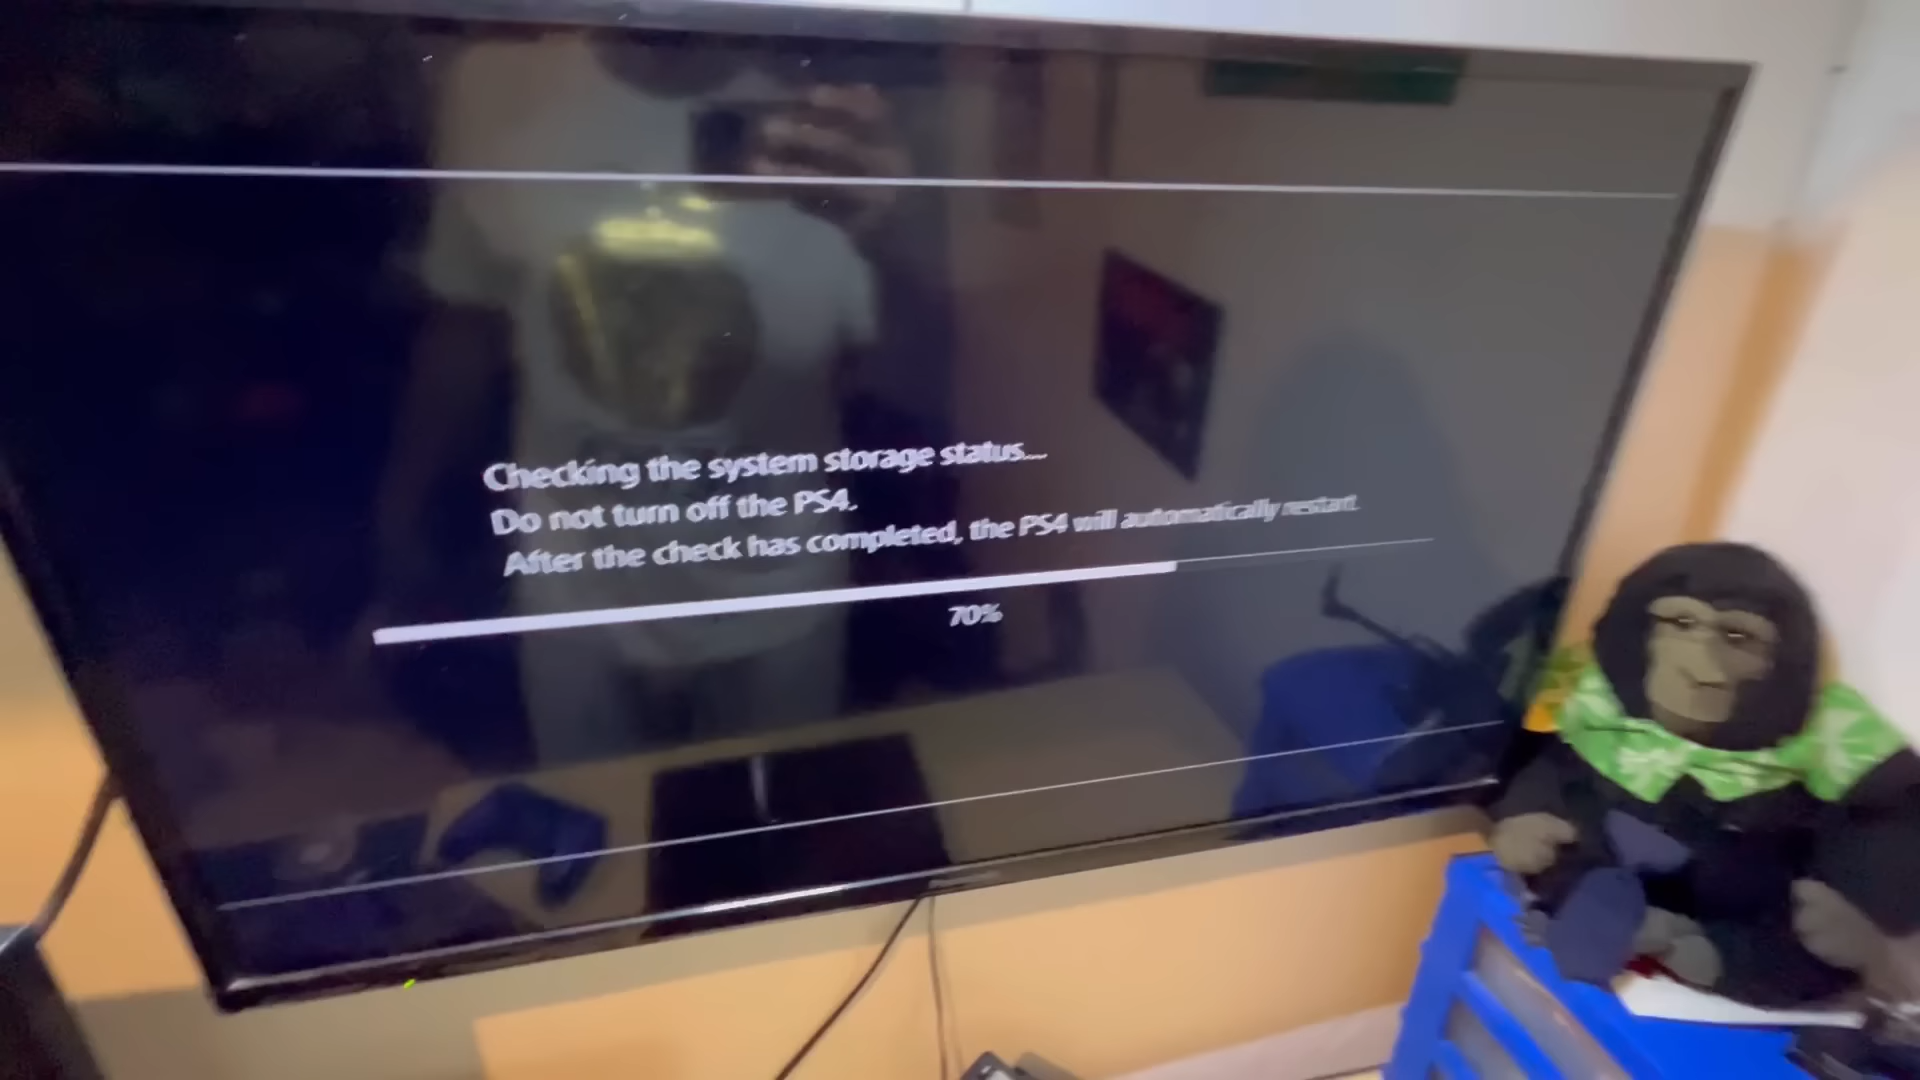 Checking the system storage status...
Do not turn off the PS4.
After the check has completed, the PS4 will automatically restart.
70%